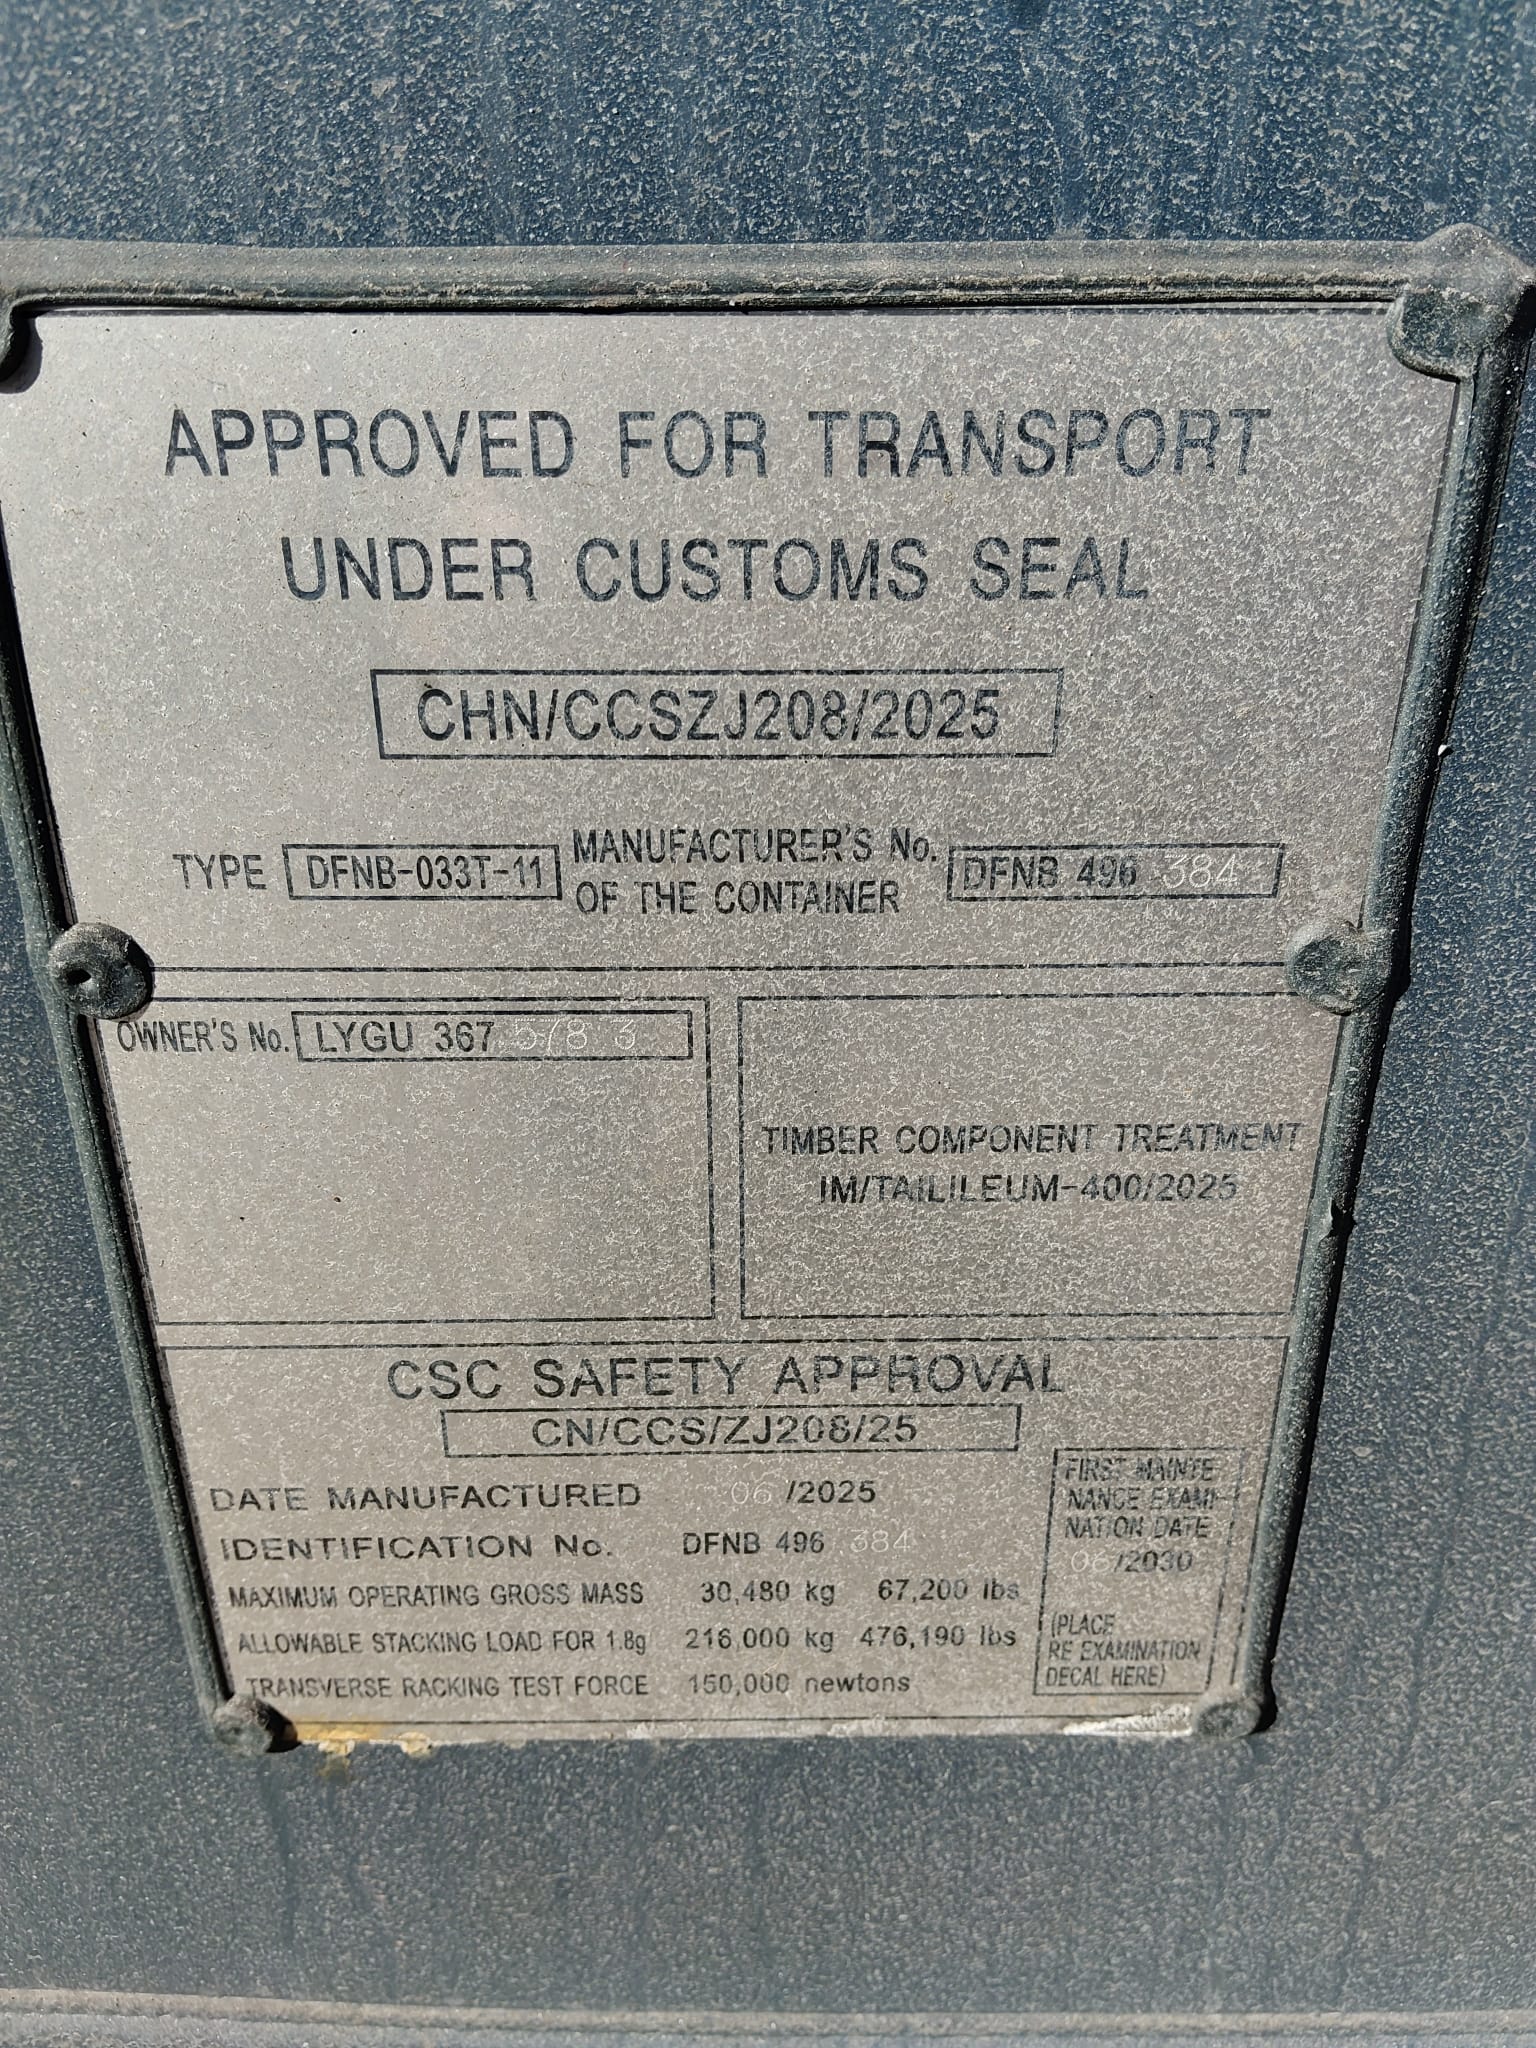 APPROVED FOR TRANSPORT
UNDER CUSTOMS SEAL
CHN/CCSZJ208/2025
TYPE DFNB-033T-11 MANUFACTURER'S No. OF THE CONTAINER DFNB 496 384
OWNER'S No. LYGU 367
TIMBER COMPONENT TREATMENT
IM/TAILILEUM-400/2025
CSC SAFETY APPROVAL
CN/CCS/ZJ208/25
DATE MANUFACTURED 06 /2025
IDENTIFICATION No. DFNB 496 384
MAXIMUM OPERATING GROSS MASS 30,480 kg 67,200 lbs
ALLOWABLE STACKING LOAD FOR 1.8g 216,000 kg 476,190 lbs
TRANSVERSE RACKING TEST FORCE 150,000 newtons
FIRST MAINTE
NANCE EXAMI-
NATION DATE
06/2030
(PLACE
RE EXAMINATION
DECAL HERE)